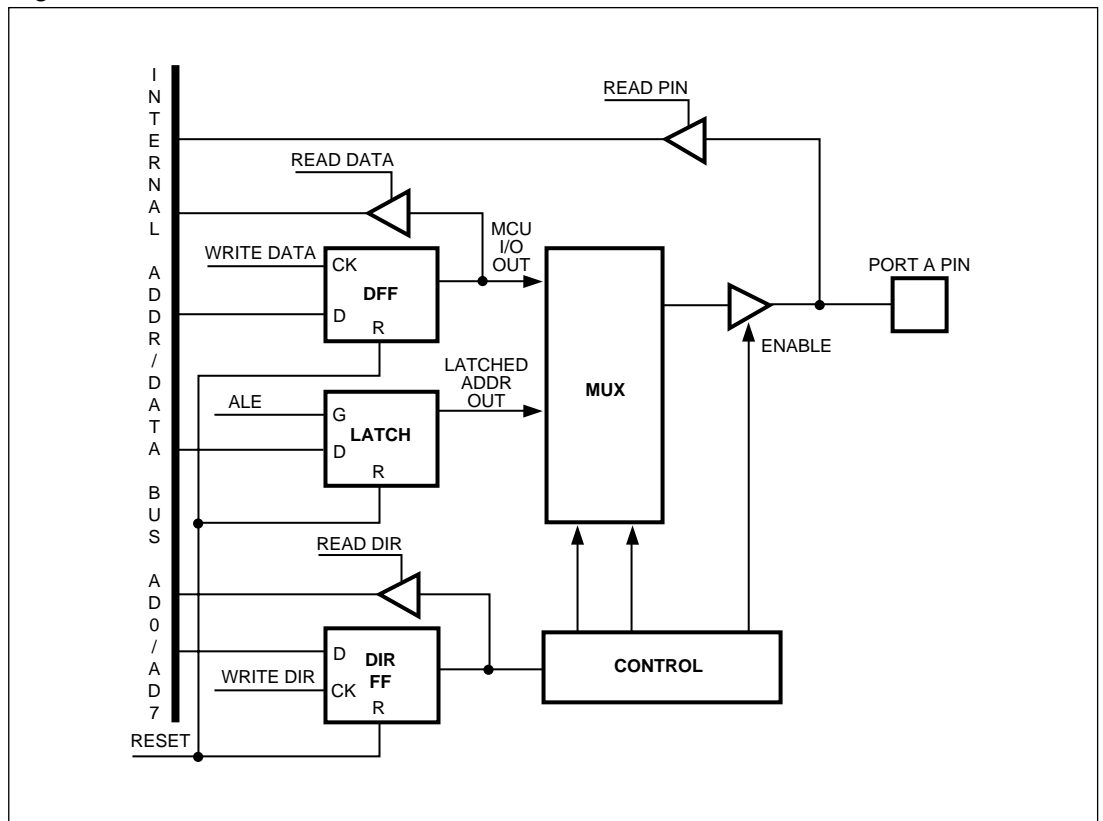 INTERNAL ADDR/DATA BUS AD0/AD7
READ PIN
READ DATA
MCU
I/O
OUT
WRITE DATA
CK
DFF
D
R
PORT A PIN
ENABLE
MUX
LATCHED
ADDR
OUT
ALE
G
LATCH
D
R
READ DIR
D
DIR
FF
WRITE DIR
CK
R
CONTROL
RESET